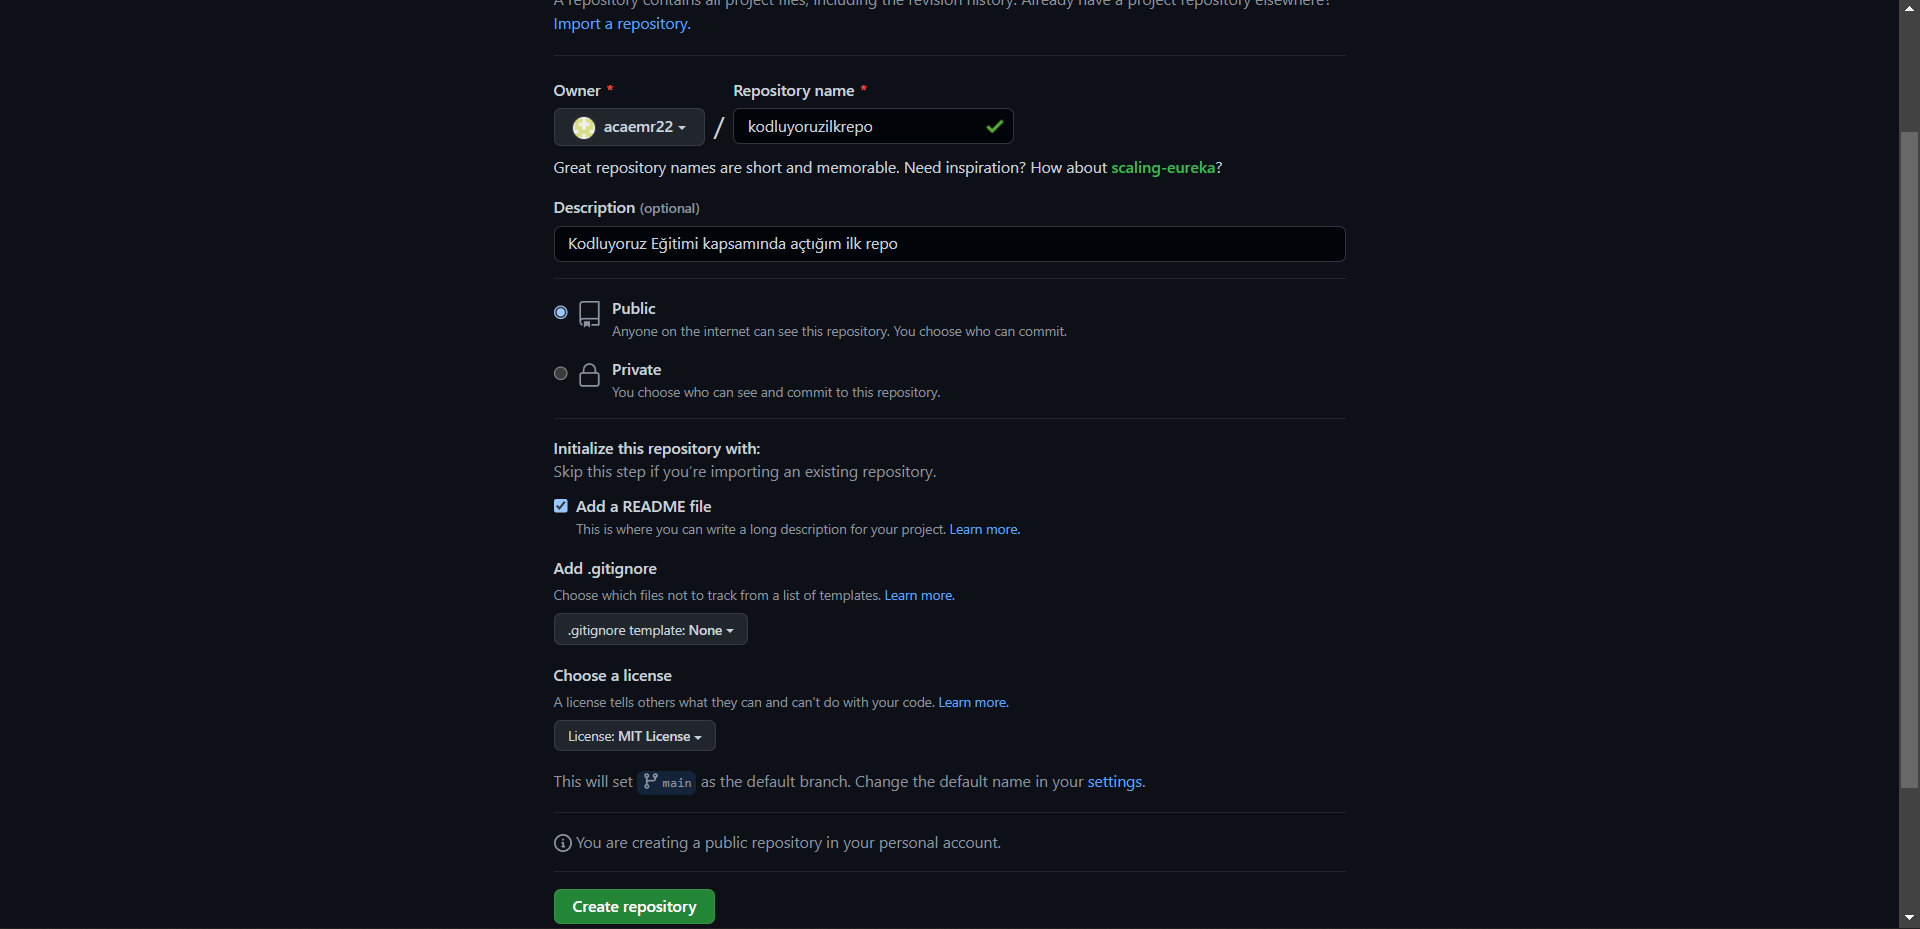 A repository contains all project files, including the revision history. Already have a project repository elsewhere?
Import a repository.
Owner * Repository name *
acaemr22 / kodluyoruzilkrepo
Great repository names are short and memorable. Need inspiration? How about scaling-eureka?
Description (optional)
Kodluyoruz Eğitimi kapsamında açtığım ilk repo
Public
Anyone on the internet can see this repository. You choose who can commit.
Private
You choose who can see and commit to this repository.
Initialize this repository with:
Skip this step if you’re importing an existing repository.
Add a README file
This is where you can write a long description for your project. Learn more.
Add .gitignore
Choose which files not to track from a list of templates. Learn more.
.gitignore template: None
Choose a license
A license tells others what they can and can't do with your code. Learn more.
License: MIT License
This will set main as the default branch. Change the default name in your settings.
You are creating a public repository in your personal account.
Create repository